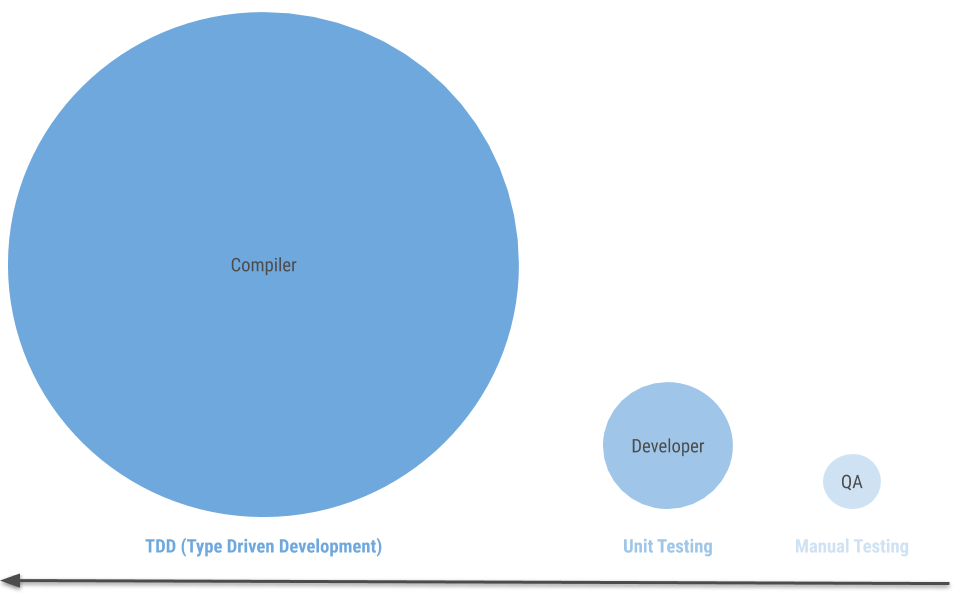 Compiler
Developer
QA
TDD (Type Driven Development)
Unit Testing
Manual Testing